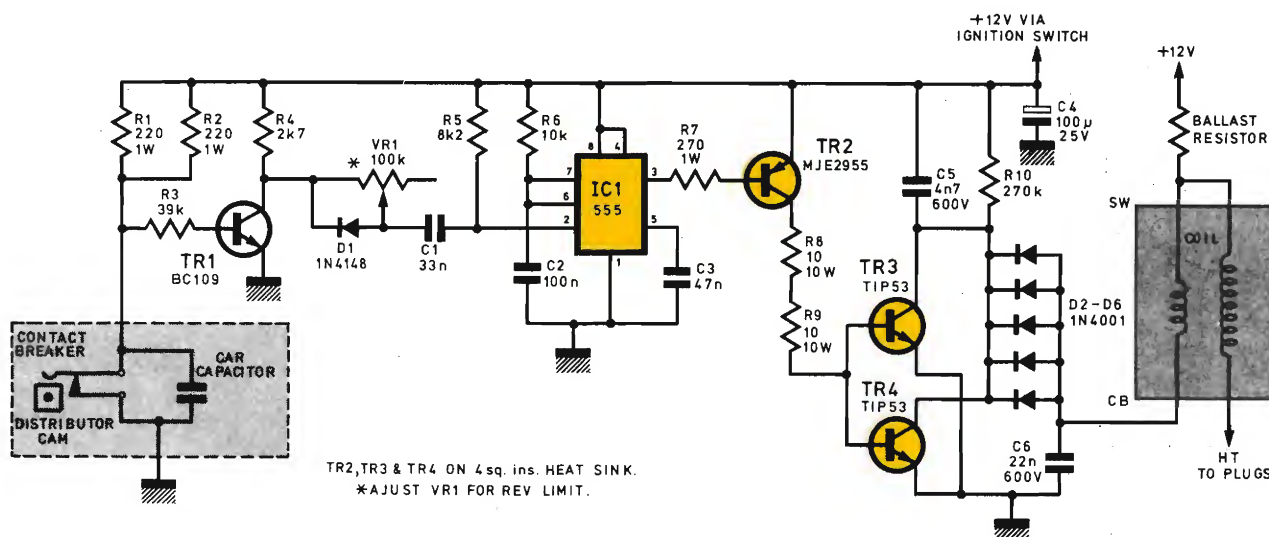 +12V VIA
IGNITION SWITCH
+12V
R1
220
1W
R2
220
1W
R4
2k7
R5
8k2
R6
10k
R7
270
1W
TR2
MJE2955
C4
100µ
25V
BALLAST
RESISTOR
*
VR1
100k
8
4
7
6
2
3
5
1
IC1
555
C5
4n7
600V
R10
270k
R3
39k
TR1
BC109
D1
1N4148
C1
33n
C2
100n
C3
47n
R8
10
10W
R9
10
10W
TR3
TIP53
TR4
TIP53
D2-D6
1N4001
SW
COIL
CB
C6
22n
600V
HT
TO PLUGS
CONTACT
BREAKER
CAR
CAPACITOR
DISTRIBUTOR
CAM
TR2,TR3 & TR4 ON 4sq. ins. HEAT SINK.
*AJUST VR1 FOR REV LIMIT.